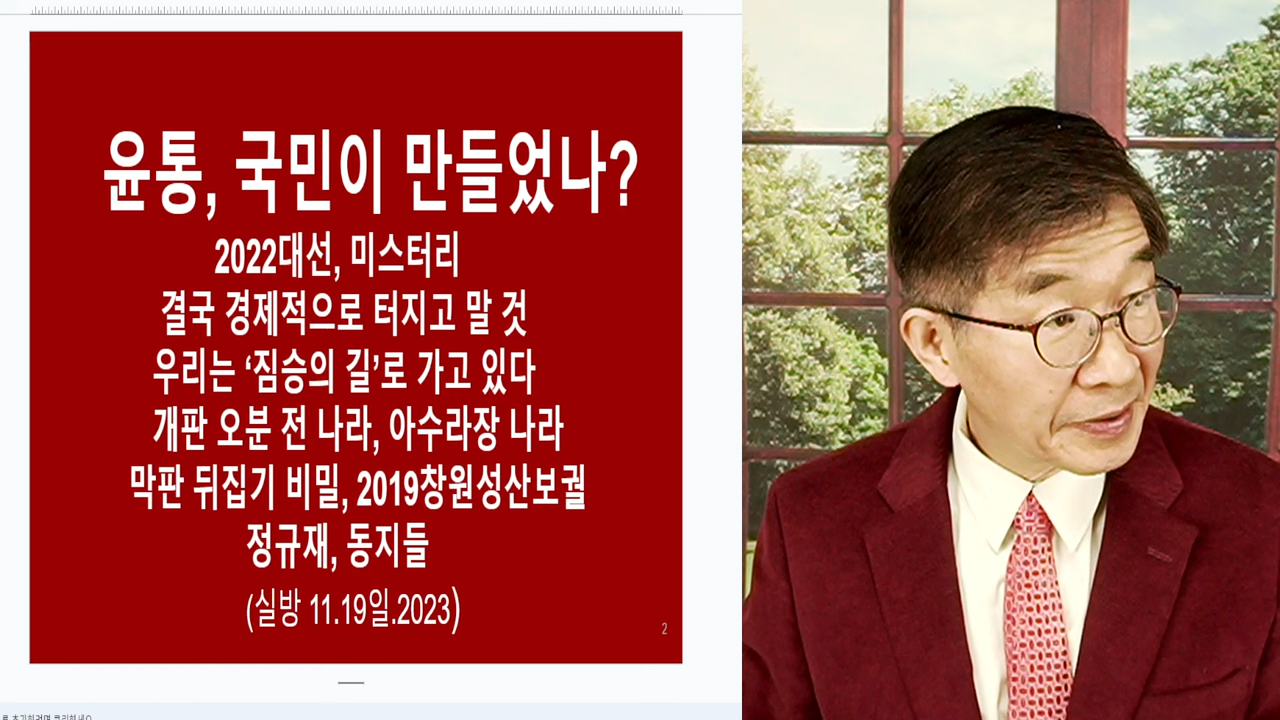 윤통, 국민이 만들었나?
2022대선, 미스터리
결국 경제적으로 터지고 말 것
우리는 ‘짐승의 길’로 가고 있다
개판 오분 전 나라, 아수라장 나라
막판 뒤집기 비밀, 2019창원성산보궐
정규재, 동지들
(실방 11.19일.2023)
2